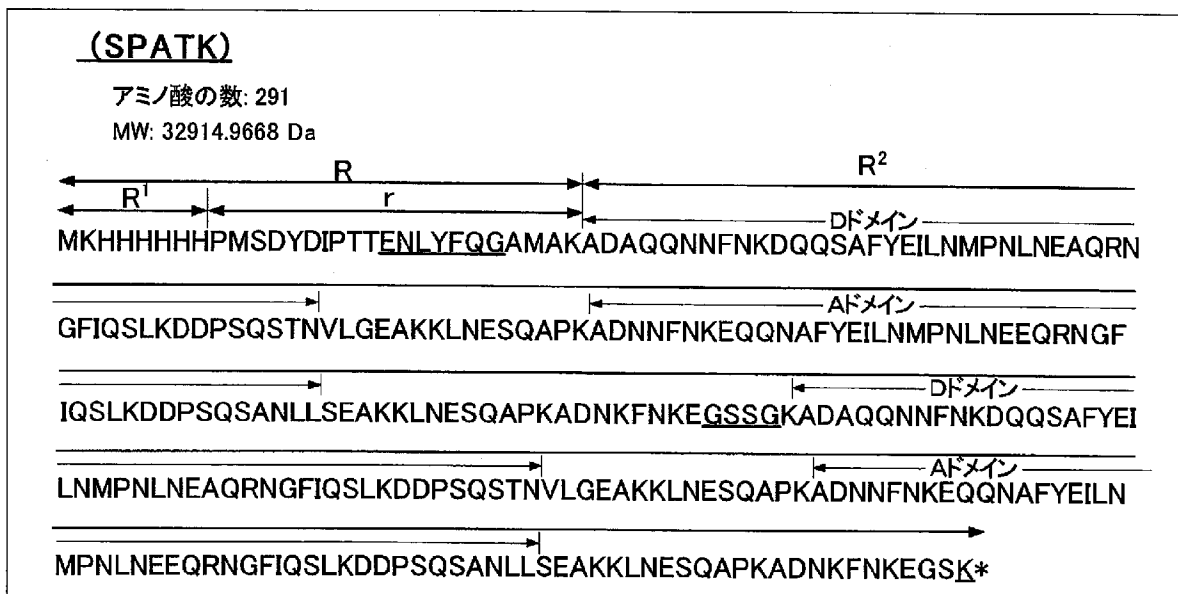 (SPATK)
アミノ酸の数: 291
MW: 32914.9668 Da
R R²
R¹ r
Dドメイン
MKHHHHHHPMSDYDIPTTENLYFQGAMAKADAQQNNFNKDQQSAFYEILNMPNLNEAQRN
Aドメイン
GFIQSLKDDPSQSTNVLGEAKKLNESQAPKADNNFNKEQQNAFYEILNMPNLNEEQRNGF
Dドメイン
IQSLKDDPSQSANLLSEAKKLNESQAPKADNKFNKEGSSGKADAQQNNFNKDQQSAFYEI
Aドメイン
LNMPNLNEAQRNGFIQSLKDDPSQSTNVLGEAKKLNESQAPKADNNFNKEQQNAFYEILN
MPNLNEEQRNGFIQSLKDDPSQSANLLSEAKKLNESQAPKADNKFNKEGSK*